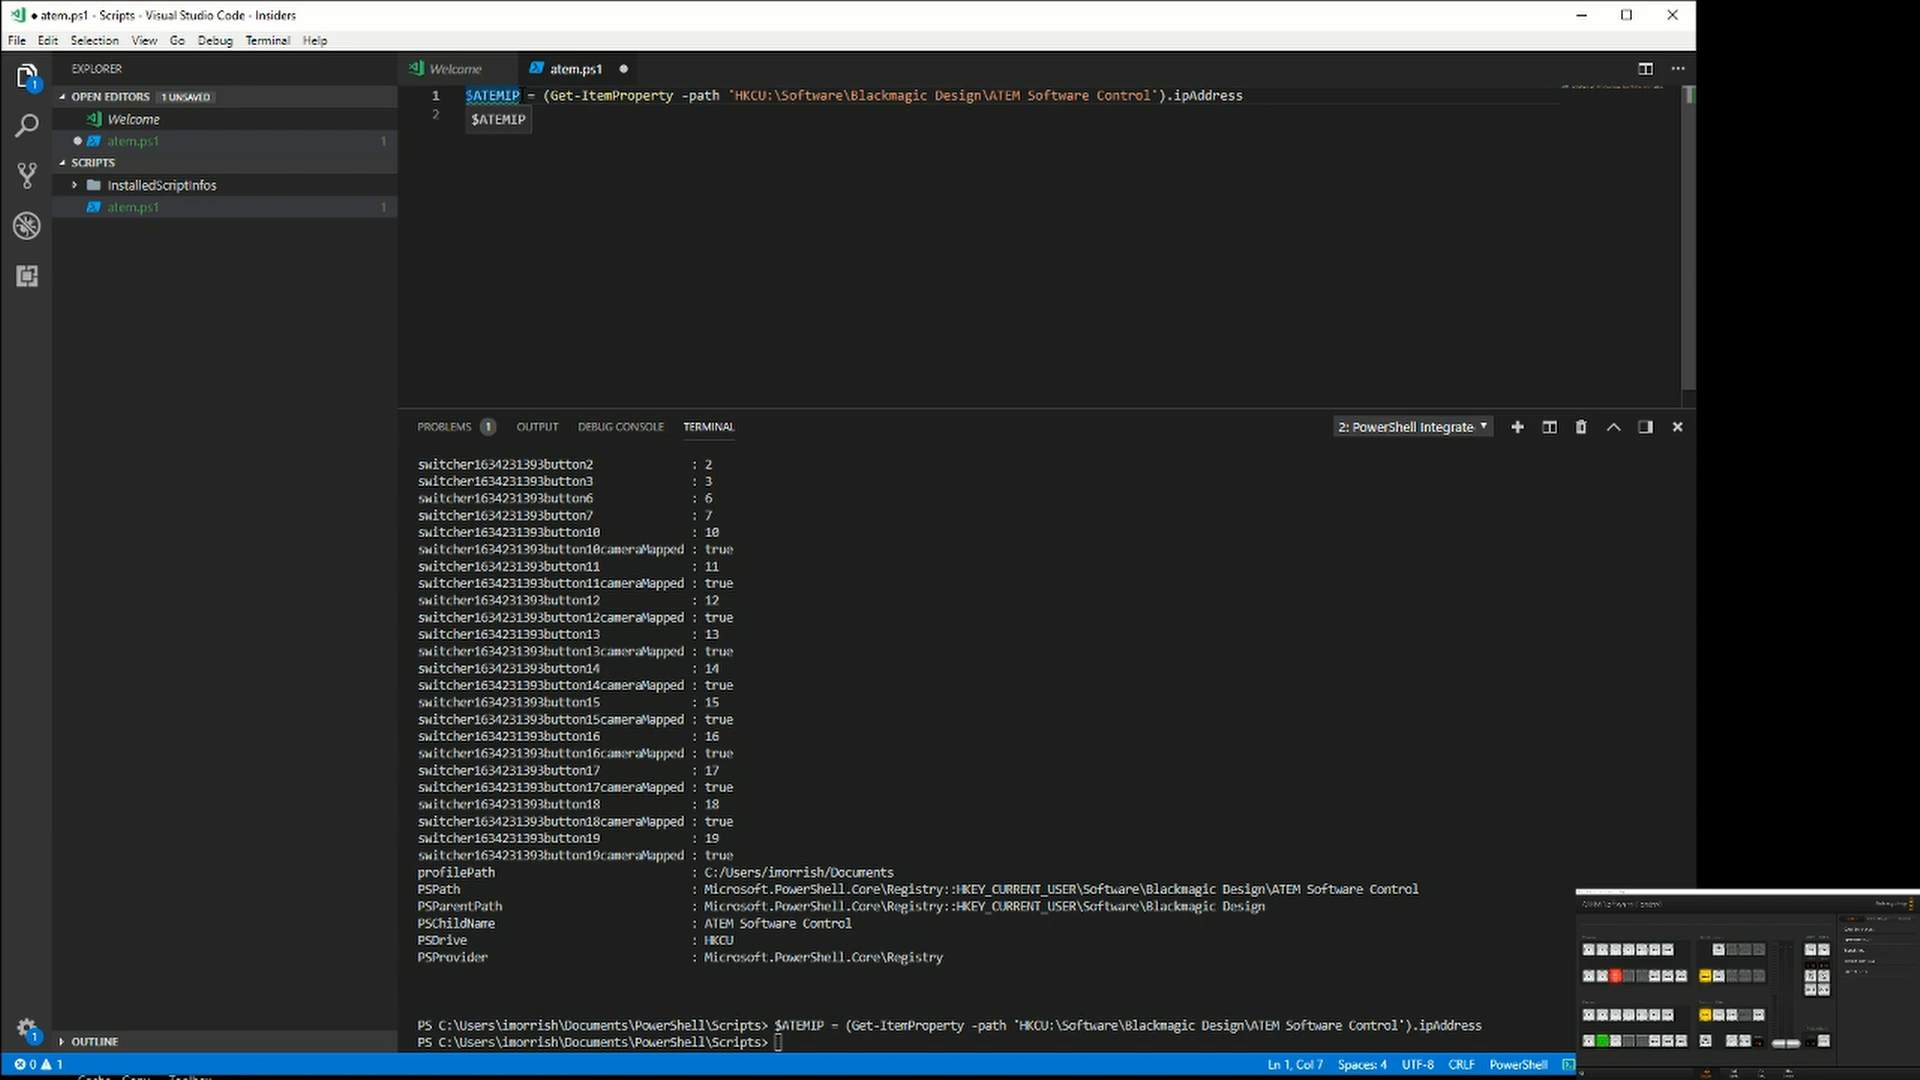 atem.ps1 - Scripts - Visual Studio Code - Insiders
File Edit Selection View Go Debug Terminal Help
EXPLORER
OPEN EDITORS 1 UNSAVED
Welcome
atem.ps1 1
SCRIPTS
InstalledScriptInfos
atem.ps1 1
OUTLINE
Welcome atem.ps1
1 $ATEMIP = (Get-ItemProperty -path 'HKCU:\Software\Blackmagic Design\ATEM Software Control').ipAddress
2
$ATEMIP
PROBLEMS 1 OUTPUT DEBUG CONSOLE TERMINAL 2: PowerShell Integrate
switcher1634231393button2 : 2
switcher1634231393button3 : 3
switcher1634231393button6 : 6
switcher1634231393button7 : 7
switcher1634231393button10 : 10
switcher1634231393button10cameraMapped : true
switcher1634231393button11 : 11
switcher1634231393button11cameraMapped : true
switcher1634231393button12 : 12
switcher1634231393button12cameraMapped : true
switcher1634231393button13 : 13
switcher1634231393button13cameraMapped : true
switcher1634231393button14 : 14
switcher1634231393button14cameraMapped : true
switcher1634231393button15 : 15
switcher1634231393button15cameraMapped : true
switcher1634231393button16 : 16
switcher1634231393button16cameraMapped : true
switcher1634231393button17 : 17
switcher1634231393button17cameraMapped : true
switcher1634231393button18 : 18
switcher1634231393button18cameraMapped : true
switcher1634231393button19 : 19
switcher1634231393button19cameraMapped : true
profilePath : C:/Users/imorrish/Documents
PSPath : Microsoft.PowerShell.Core\Registry::HKEY_CURRENT_USER\Software\Blackmagic Design\ATEM Software Control
PSParentPath : Microsoft.PowerShell.Core\Registry::HKEY_CURRENT_USER\Software\Blackmagic Design
PSChildName : ATEM Software Control
PSDrive : HKCU
PSProvider : Microsoft.PowerShell.Core\Registry
PS C:\Users\imorrish\Documents\PowerShell\Scripts> $ATEMIP = (Get-ItemProperty -path 'HKCU:\Software\Blackmagic Design\ATEM Software Control').ipAddress
PS C:\Users\imorrish\Documents\PowerShell\Scripts>
0 1 Ln 1, Col 7 Spaces: 4 UTF-8 CRLF PowerShell